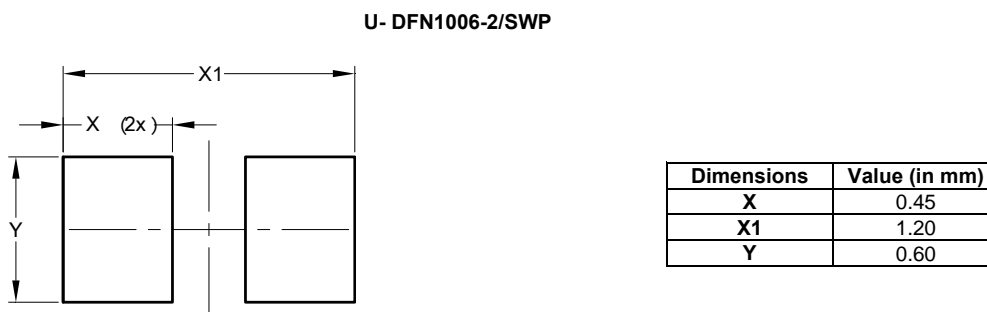 U- DFN1006-2/SWP
X1
X (2x)
Y
Dimensions Value (in mm)
X 0.45
X1 1.20
Y 0.60